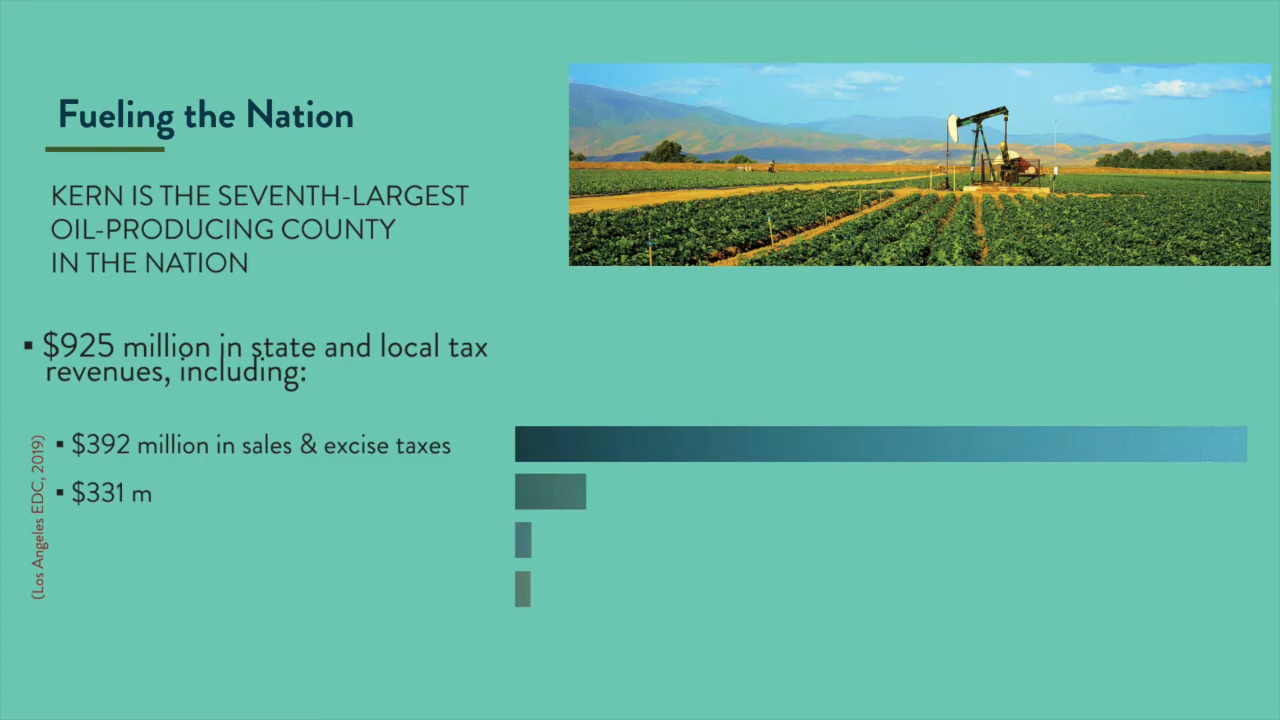 Fueling the Nation
KERN IS THE SEVENTH-LARGEST
OIL-PRODUCING COUNTY
IN THE NATION
▪ $925 million in state and local tax
revenues, including:
▪ $392 million in sales & excise taxes
▪ $331 m
(Los Angeles EDC, 2019)